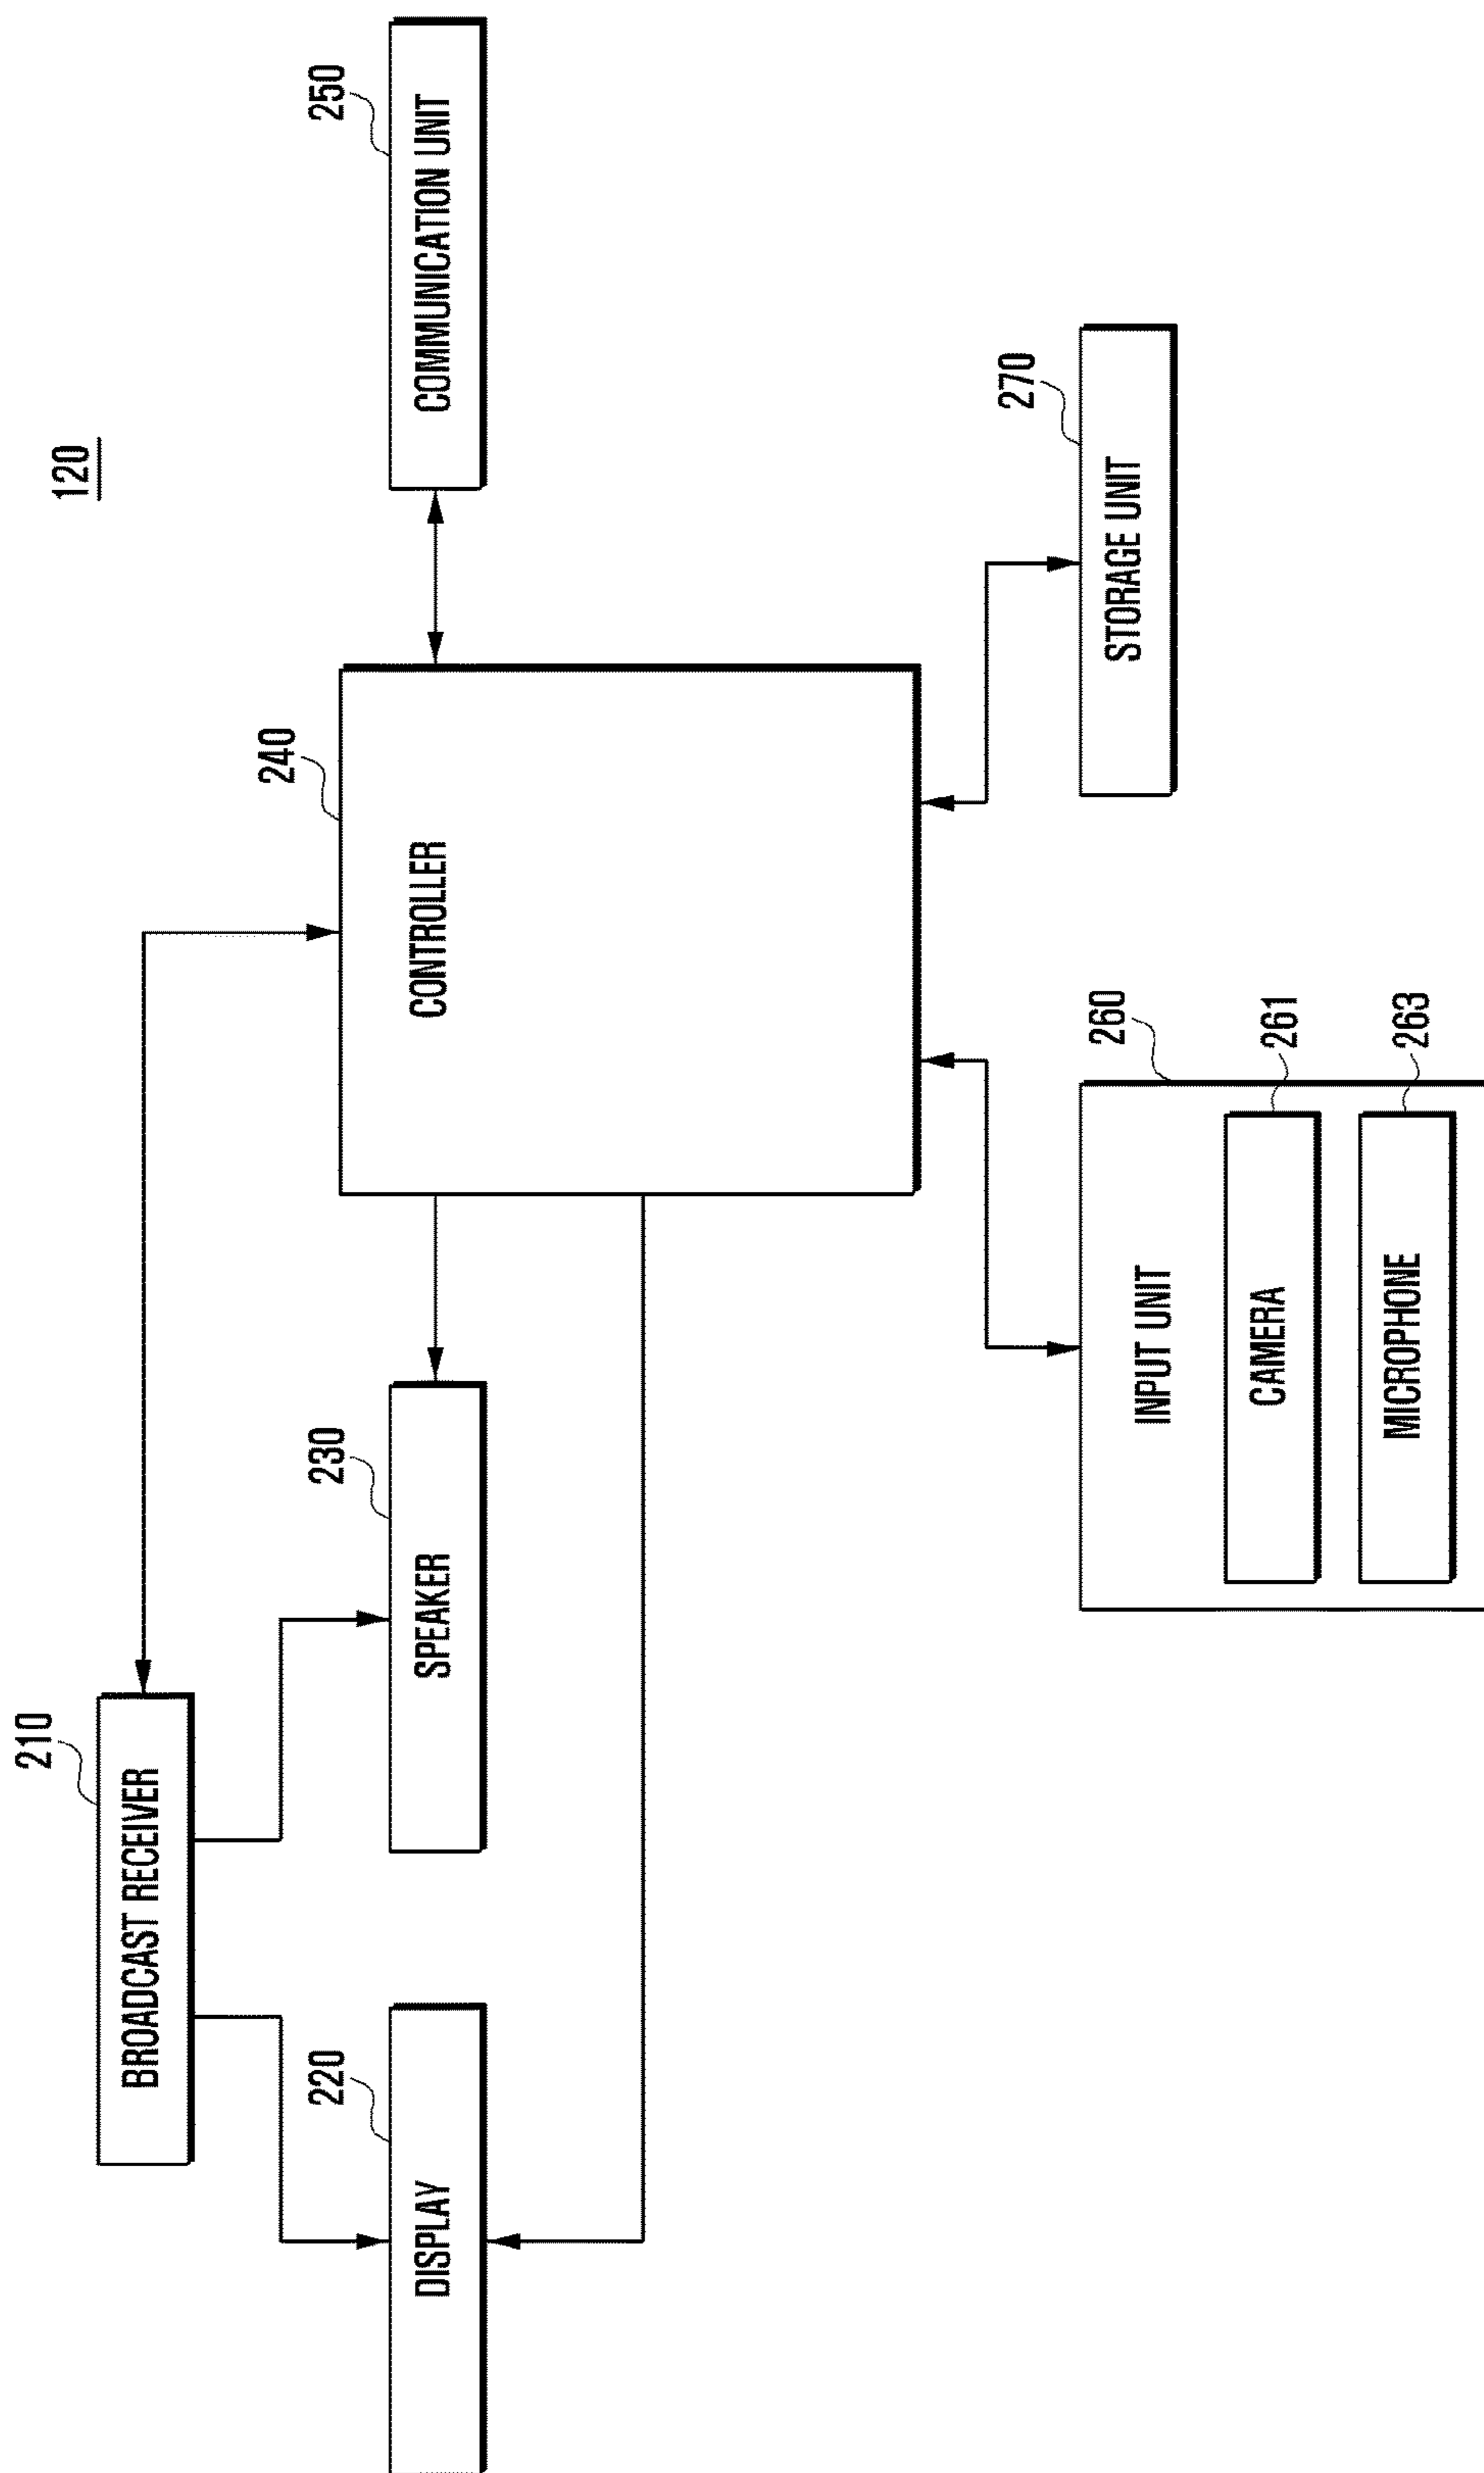 120
210
BROADCAST RECEIVER
220
DISPLAY
230
SPEAKER
240
CONTROLLER
250
COMMUNICATION UNIT
260
INPUT UNIT
261
CAMERA
263
MICROPHONE
270
STORAGE UNIT